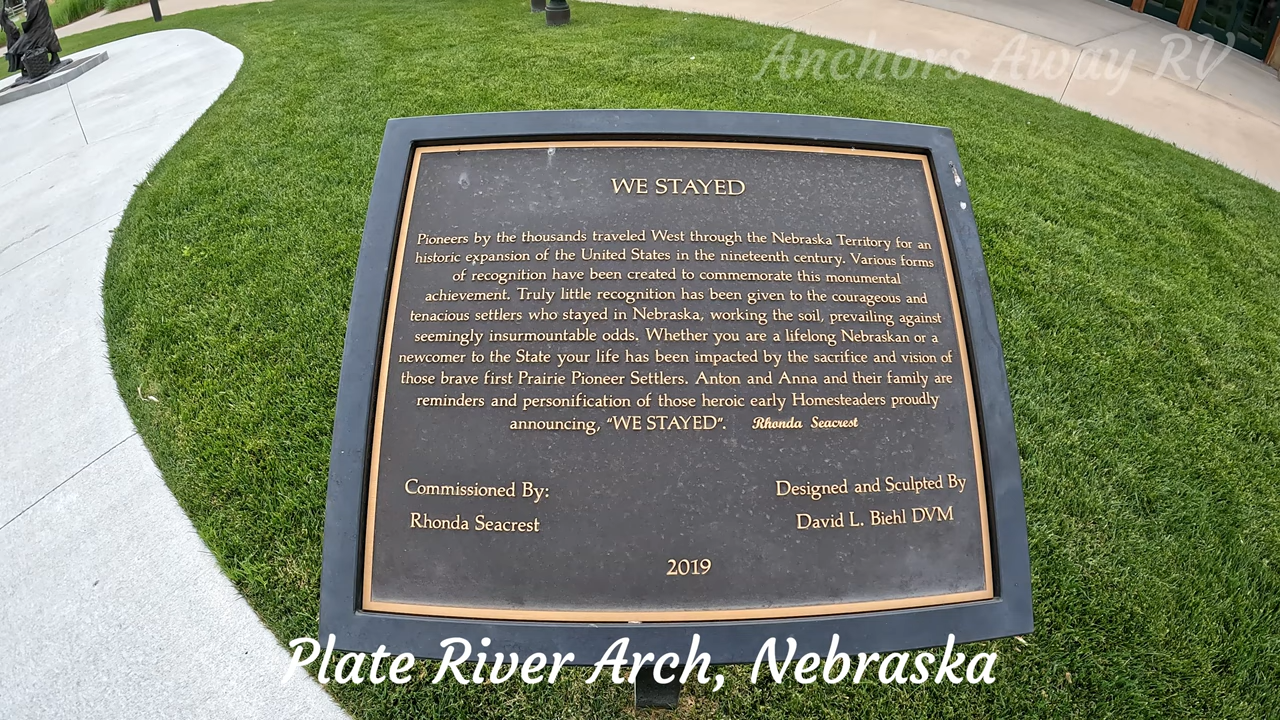 Anchors Away RV
WE STAYED
Pioneers by the thousands traveled West through the Nebraska Territory for an
historic expansion of the United States in the nineteenth century. Various forms
of recognition have been created to commemorate this monumental
achievement. Truly little recognition has been given to the courageous and
tenacious settlers who stayed in Nebraska, working the soil, prevailing against
seemingly insurmountable odds. Whether you are a lifelong Nebraskan or a
newcomer to the State your life has been impacted by the sacrifice and vision of
those brave first Prairie Pioneer Settlers. Anton and Anna and their family are
reminders and personification of those heroic early Homesteaders proudly
announcing, “WE STAYED”. Rhonda Seacrest
Commissioned By:
Rhonda Seacrest
Designed and Sculpted By
David L. Biehl DVM
2019
Plate River Arch, Nebraska